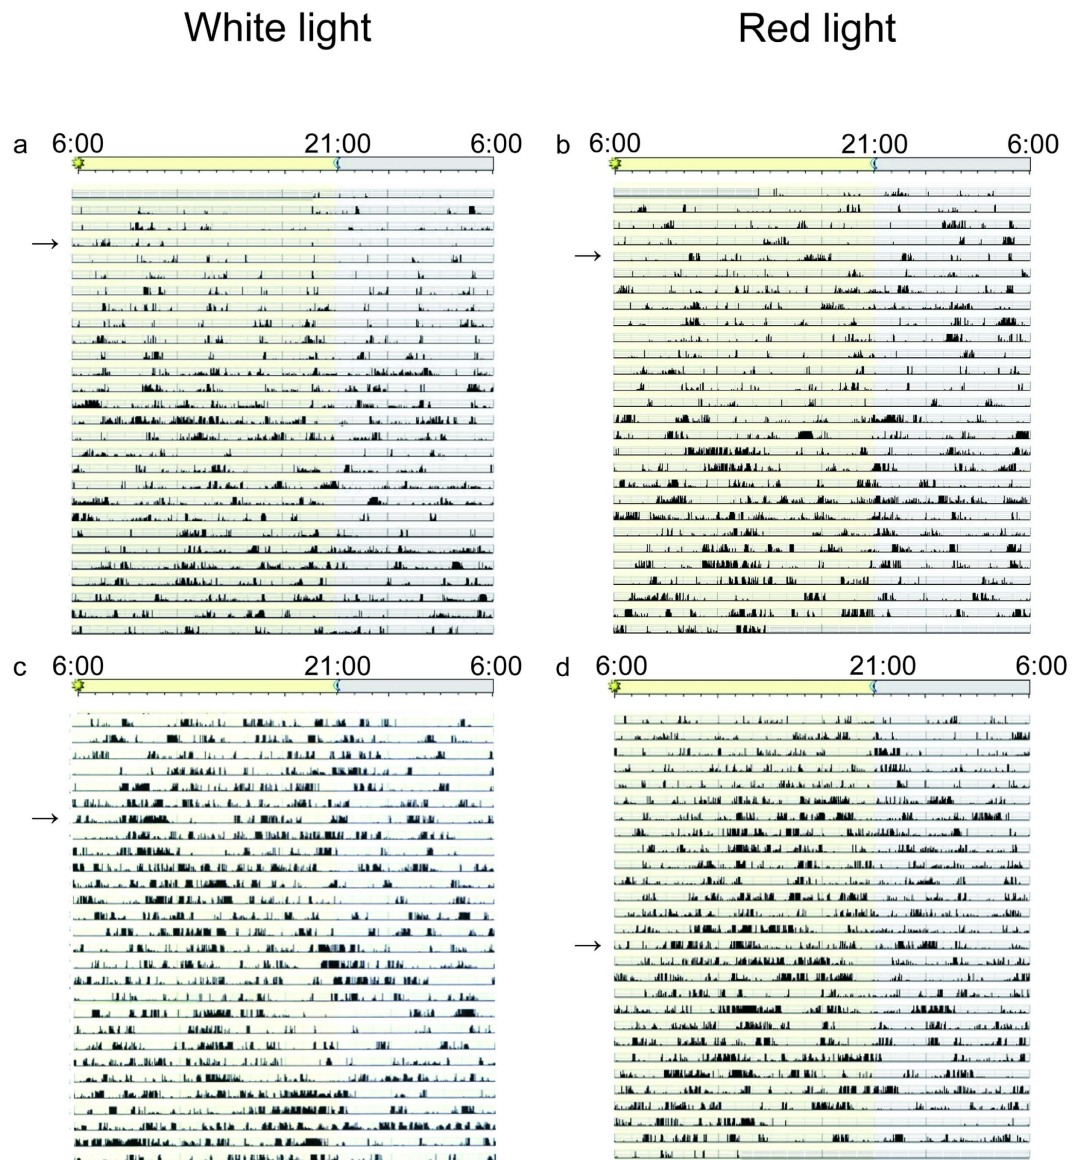 White light Red light
a 6:00 21:00 6:00 b 6:00 21:00 6:00
→ →
c 6:00 21:00 6:00 d 6:00 21:00 6:00
→ →